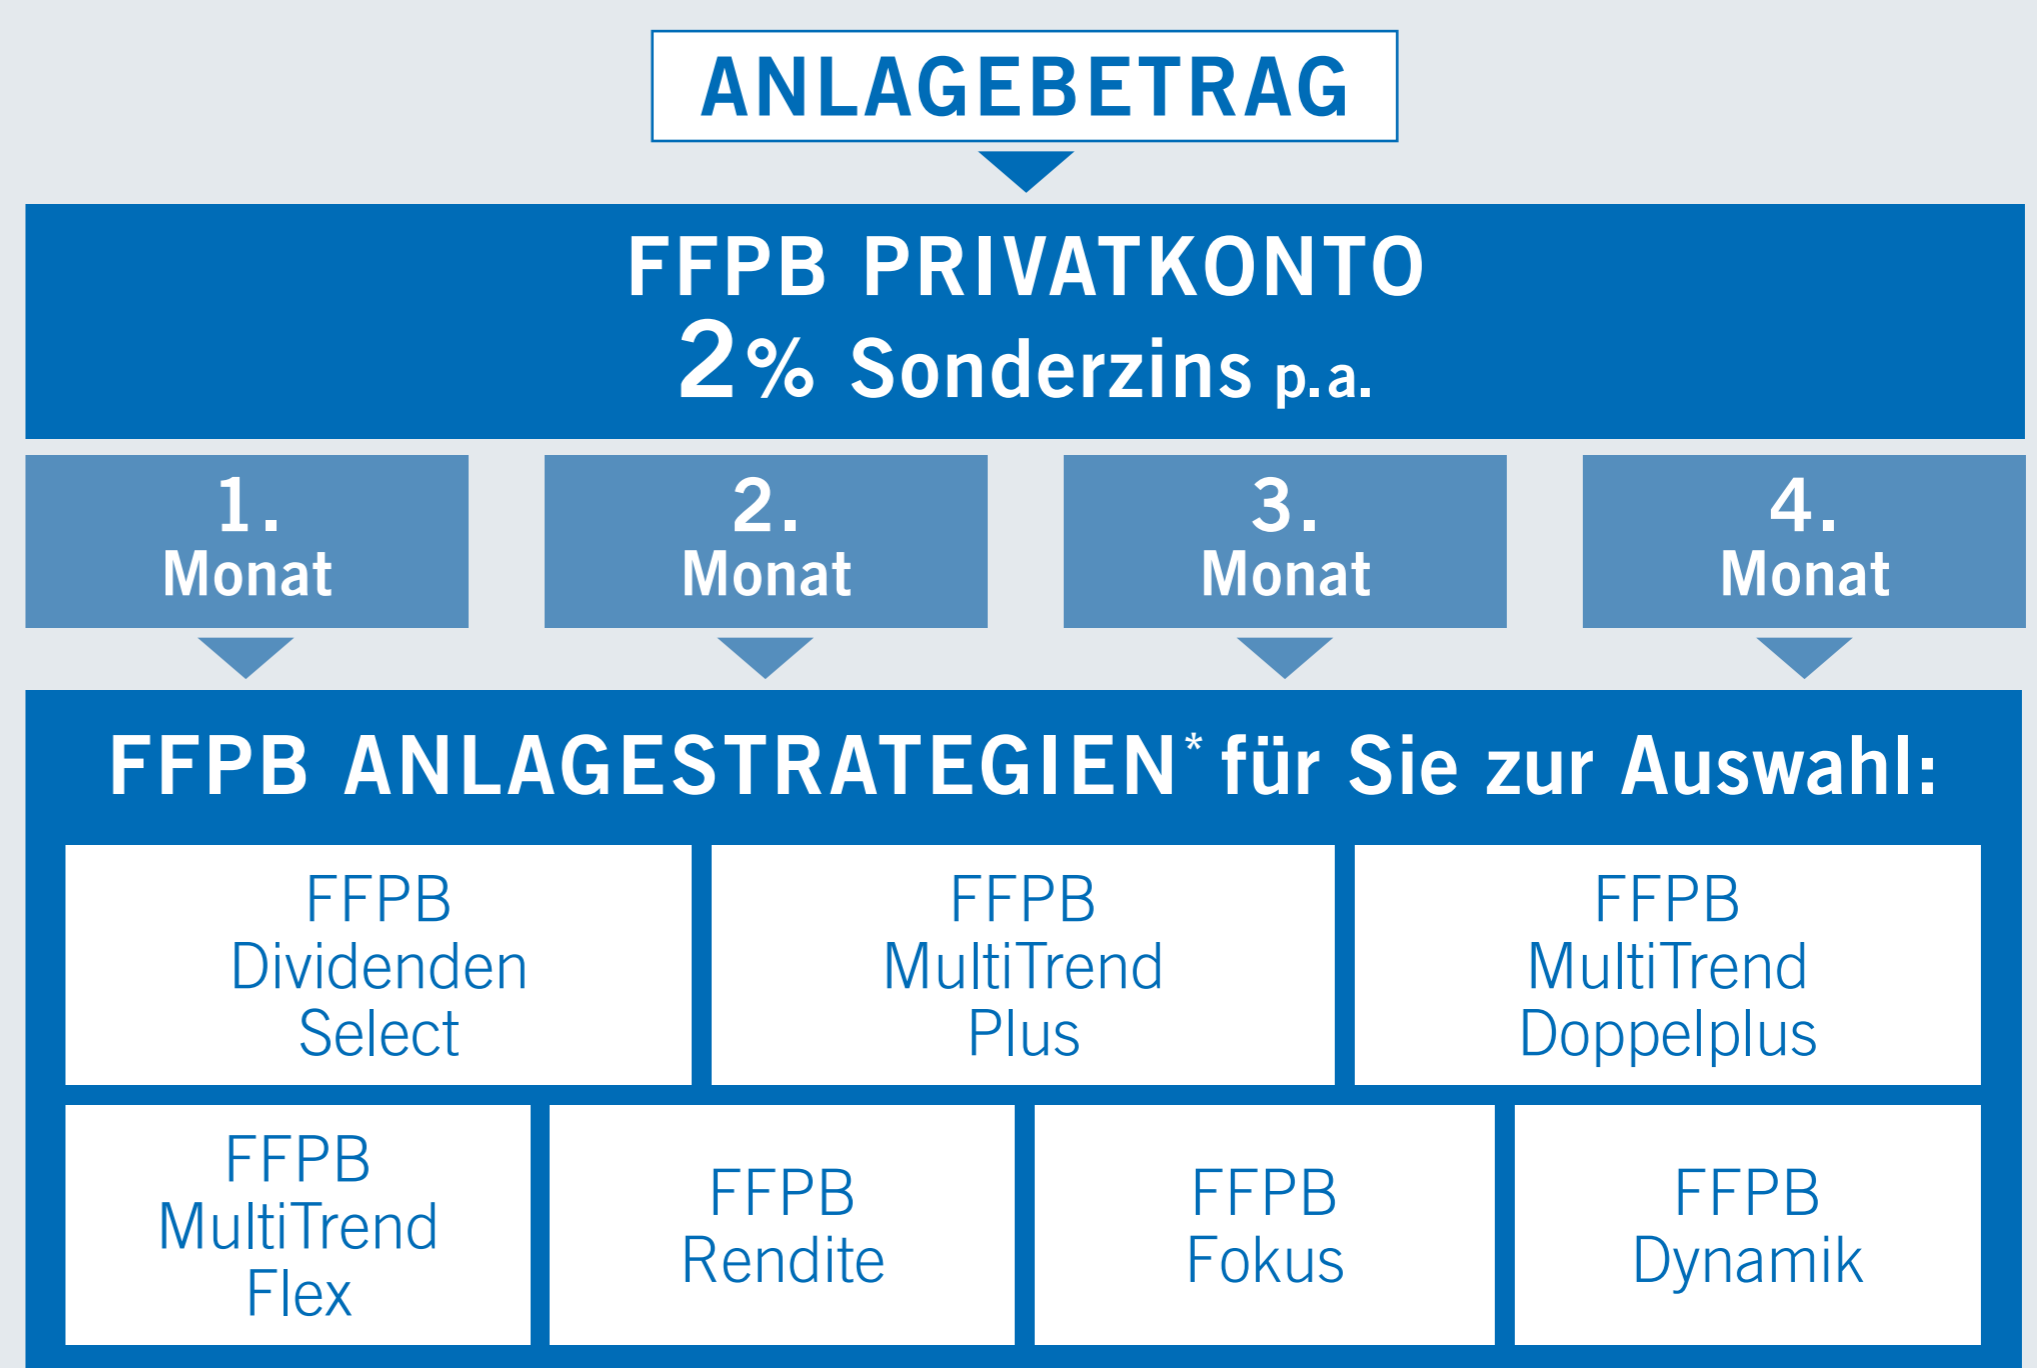 ANLAGEBETRAG
FFPB PRIVATKONTO
2% Sonderzins p.a.
1.
Monat
2.
Monat
3.
Monat
4.
Monat
FFPB ANLAGESTRATEGIEN* für Sie zur Auswahl:
FFPB
Dividenden
Select
FFPB
MultiTrend
Plus
FFPB
MultiTrend
Doppelplus
FFPB
MultiTrend
Flex
FFPB
Rendite
FFPB
Fokus
FFPB
Dynamik